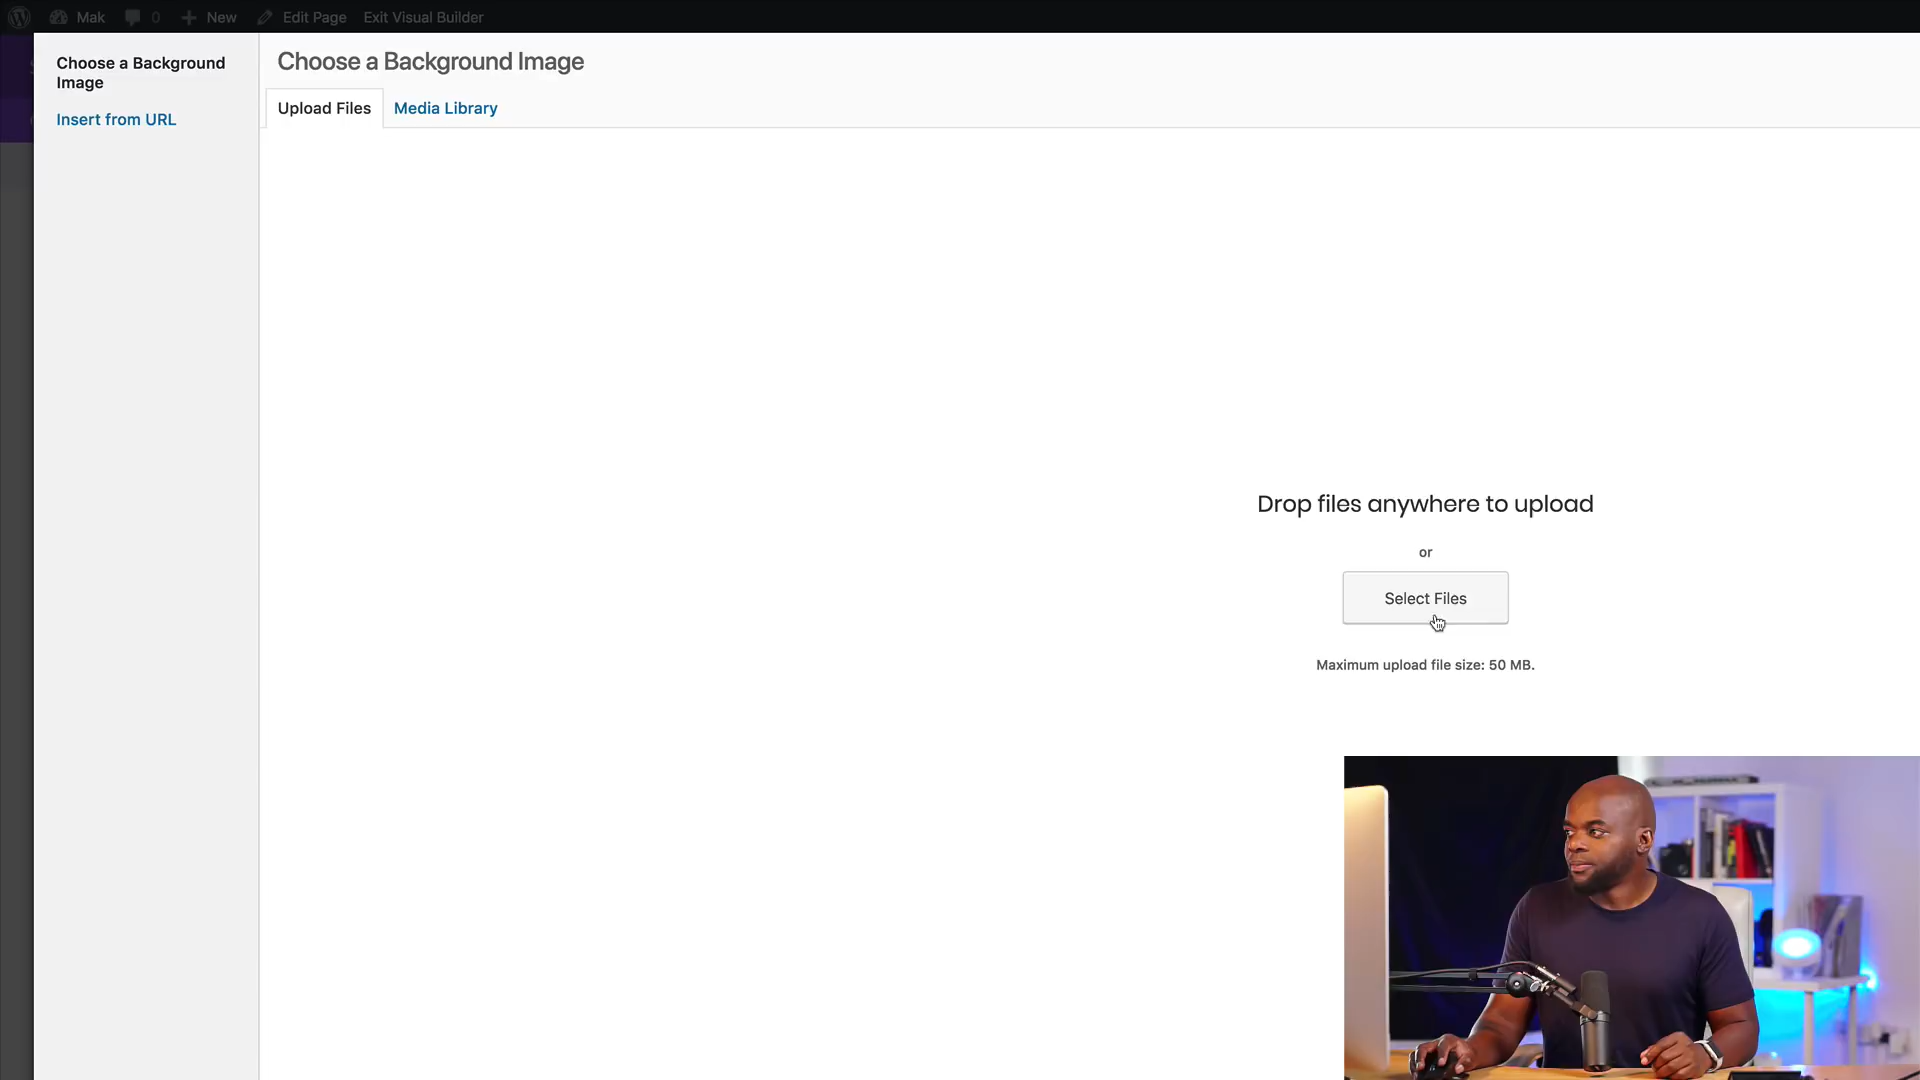 Mak 0 New Edit Page Exit Visual Builder
Choose a Background
Image
Insert from URL
Choose a Background Image
Upload Files Media Library
Drop files anywhere to upload
or
Select Files
Maximum upload file size: 50 MB.